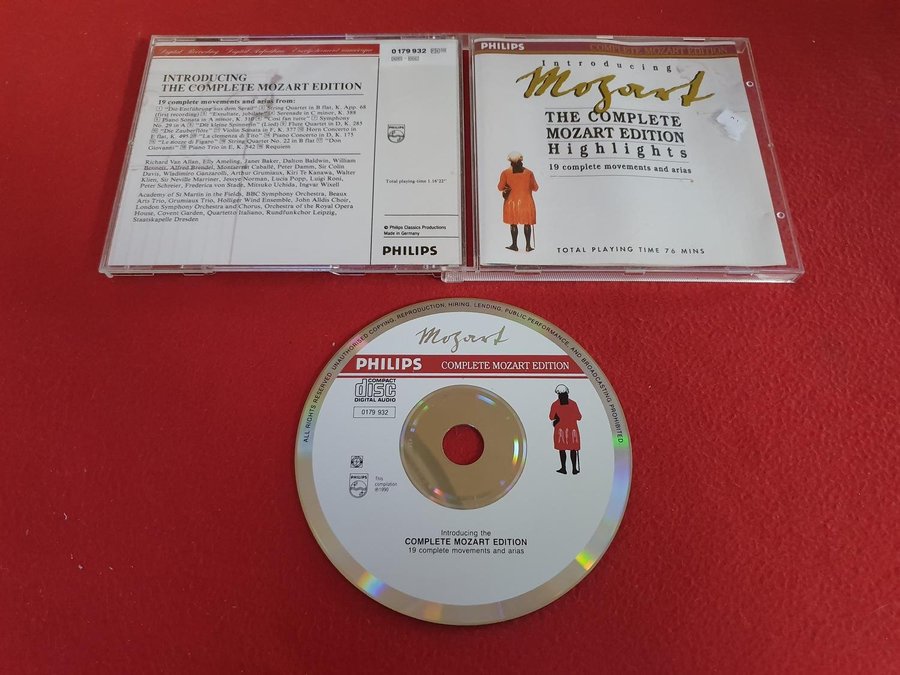 Digital Recording Digital Aufnahme Enregistrement numérique
INTRODUCING
THE COMPLETE MOZART EDITION
19 complete movements and arias from:
1 "Die Entführung aus dem Serail" 2 String Quartet in B flat, K. App. 68
(first recording) 3 "Exsultate, jubilate" 4 Serenade in C minor, K. 388
Piano Sonata in A minor, K. 310 "Così fan tutte" Symphony
No. 29 in A "Die kleine Spinnerin" (Lied) Flute Quartet in D, K. 285
"Die Zauberflöte" Violin Sonata in F, K. 377 Horn Concerto in
E flat, K. 495 "La clemenza di Tito" Piano Concerto in D, K. 175
"Le nozze di Figaro" String Quartet No. 22 in B flat "Don
Giovanni" Piano Trio in E, K. 542 Requiem
Richard Van Allan, Elly Ameling, Janet Baker, Dalton Baldwin, William
Bennett, Alfred Brendel, Montserrat Caballé, Peter Damm, Sir Colin
Davis, Wladimiro Ganzarolli, Arthur Grumiaux, Kiri Te Kanawa, Walter
Klien, Sir Neville Marriner, Jessye Norman, Lucia Popp, Luigi Roni,
Peter Schreier, Frederica von Stade, Mitsuko Uchida, Ingvar Wixell
Academy of St Martin in the Fields, BBC Symphony Orchestra, Beaux
Arts Trio, Grumiaux Trio, Holliger Wind Ensemble, John Alldis Choir,
London Symphony Orchestra and Chorus, Orchestra of the Royal Opera
House, Covent Garden, Quartetto Italiano, Rundfunkchor Leipzig,
Staatskapelle Dresden
0 179 932
PHILIPS
Total playing-time 1.16'22"
Philips Classics Productions
Made in Germany
PHILIPS
PHILIPS COMPLETE MOZART EDITION
Introducing
Mozart
THE COMPLETE
MOZART EDITION
Highlights
19 complete movements and arias
TOTAL PLAYING TIME 76 MINS
ALL RIGHTS RESERVED. UNAUTHORISED COPYING, REPRODUCTION, HIRING, LENDING, PUBLIC PERFORMANCE AND BROADCASTING PROHIBITED.
Mozart
PHILIPS COMPLETE MOZART EDITION
COMPACT
disc
DIGITAL AUDIO
0179 932
PHILIPS
This
compilation
℗1990
Introducing the
COMPLETE MOZART EDITION
19 complete movements and arias